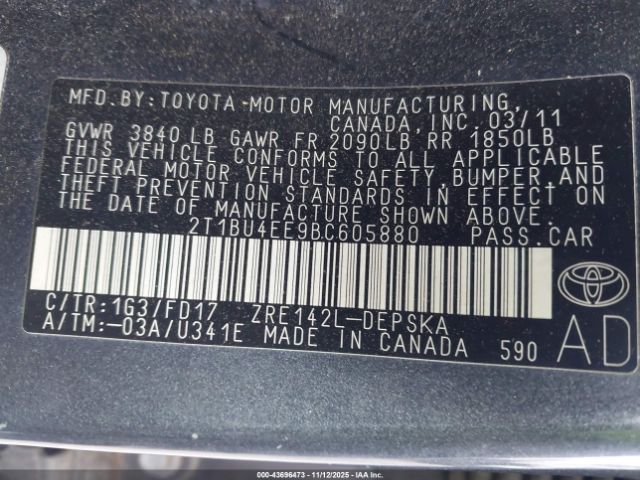 MFD. BY: TOYOTA MOTOR MANUFACTURING,
CANADA, INC. 03/11
GVWR 3840 LB GAWR FR 2090LB RR 1850LB
THIS VEHICLE CONFORMS TO ALL APPLICABLE
FEDERAL MOTOR VEHICLE SAFETY, BUMPER, AND
THEFT PREVENTION STANDARDS IN EFFECT ON
THE DATE OF MANUFACTURE SHOWN ABOVE.
2T1BU4EE9BC605880 PASS. CAR
C/TR: 1G3/FD17 ZRE142L-DEPSKA
A/TM: -03A/U341E MADE IN CANADA 590
TOYOTA
AD
000-43696473 | 11/12/2025 | IAAI.com